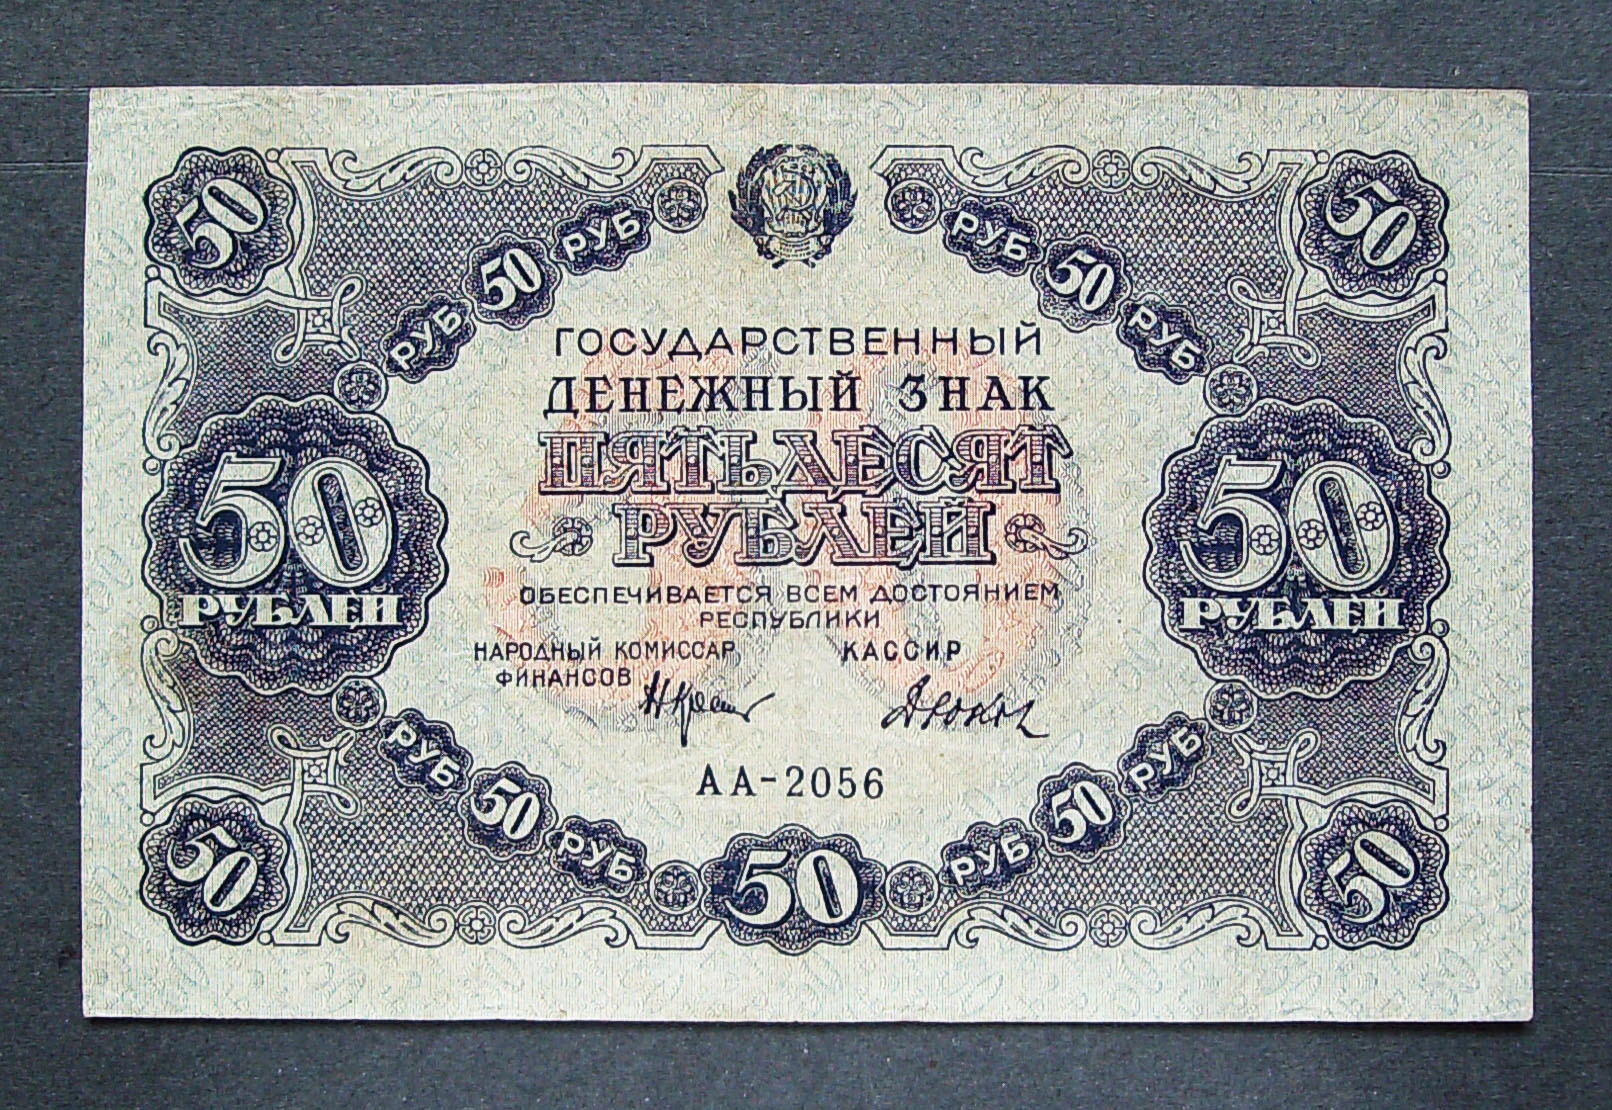 50 50
РУБ 50 РУБ РУБ 50 РУБ
ГОСУДАРСТВЕННЫЙ
ДЕНЕЖНЫЙ ЗНАК
ПЯТЬДЕСЯТ
РУБЛЕЙ
50 РУБЛЕЙ
50 РУБЛЕЙ
ОБЕСПЕЧИВАЕТСЯ ВСЕМ ДОСТОЯНИЕМ
РЕСПУБЛИКИ
НАРОДНЫЙ КОМИССАР
ФИНАНСОВ
КАССИР
АА-2056
РУБ 50 РУБ 50 РУБ 50 РУБ
50 50